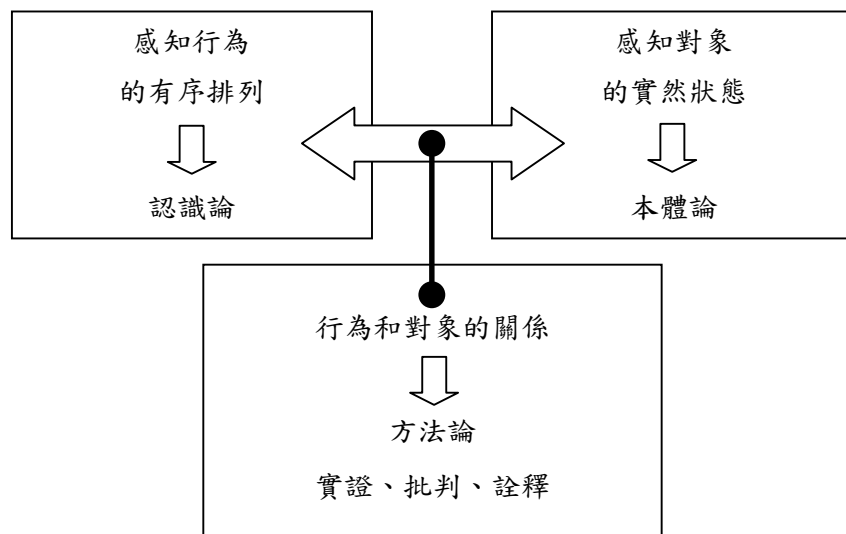 感知行為
的有序排列
認識論
感知對象
的實然狀態
本體論
行為和對象的關係
方法論
實證、批判、詮釋